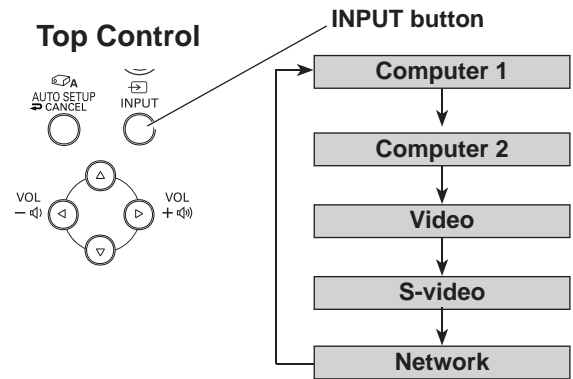 INPUT button
Top Control
A
AUTO SETUP
CANCEL
INPUT
VOL
–
VOL
+
Computer 1
Computer 2
Video
S-video
Network